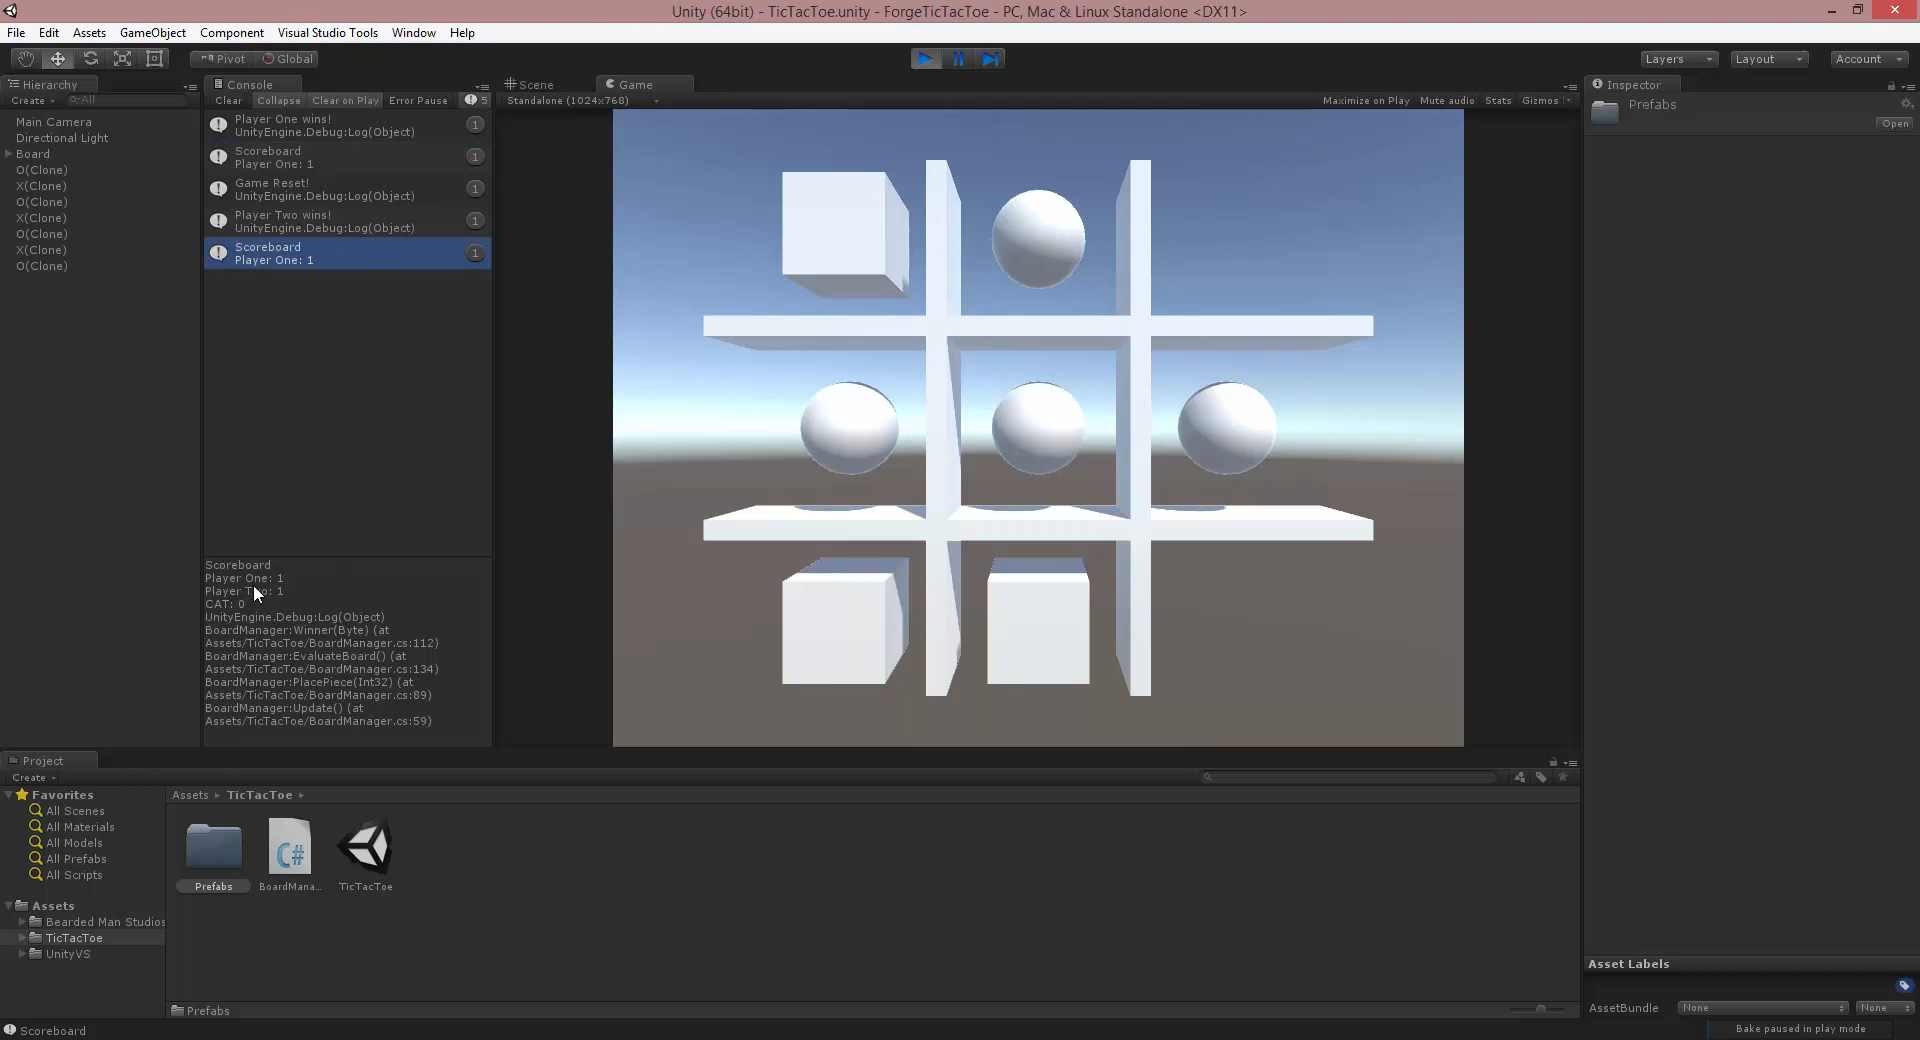 Unity (64bit) - TicTacToe.unity - ForgeTicTacToe - PC, Mac & Linux Standalone <DX11>
File Edit Assets GameObject Component Visual Studio Tools Window Help
Pivot Global Layers Layout Account
Hierarchy
Create All
Main Camera
Directional Light
Board
O(Clone)
X(Clone)
O(Clone)
X(Clone)
O(Clone)
X(Clone)
O(Clone)
Console
Clear Collapse Clear on Play Error Pause 5
Player One wins!
UnityEngine.Debug:Log(Object) 1
Scoreboard
Player One: 1 1
Game Reset!
UnityEngine.Debug:Log(Object) 1
Player Two wins!
UnityEngine.Debug:Log(Object) 1
Scoreboard
Player One: 1 1
Scoreboard
Player One: 1
Player Two: 1
CAT: 0
UnityEngine.Debug:Log(Object)
BoardManager:Winner(Byte) (at
Assets/TicTacToe/BoardManager.cs:112)
BoardManager:EvaluateBoard() (at
Assets/TicTacToe/BoardManager.cs:134)
BoardManager:PlacePiece(Int32) (at
Assets/TicTacToe/BoardManager.cs:89)
BoardManager:Update() (at
Assets/TicTacToe/BoardManager.cs:59)
Scene Game
Standalone (1024x768) Maximize on Play Mute audio Stats Gizmos
Inspector
Prefabs
Open
Project
Create
Favorites
All Scenes
All Materials
All Models
All Prefabs
All Scripts
Assets
Bearded Man Studios
TicTacToe
UnityVS
Assets TicTacToe
C#
Prefabs BoardMana... TicTacToe
Prefabs
Asset Labels
AssetBundle None None
Scoreboard
Bake paused in play mode